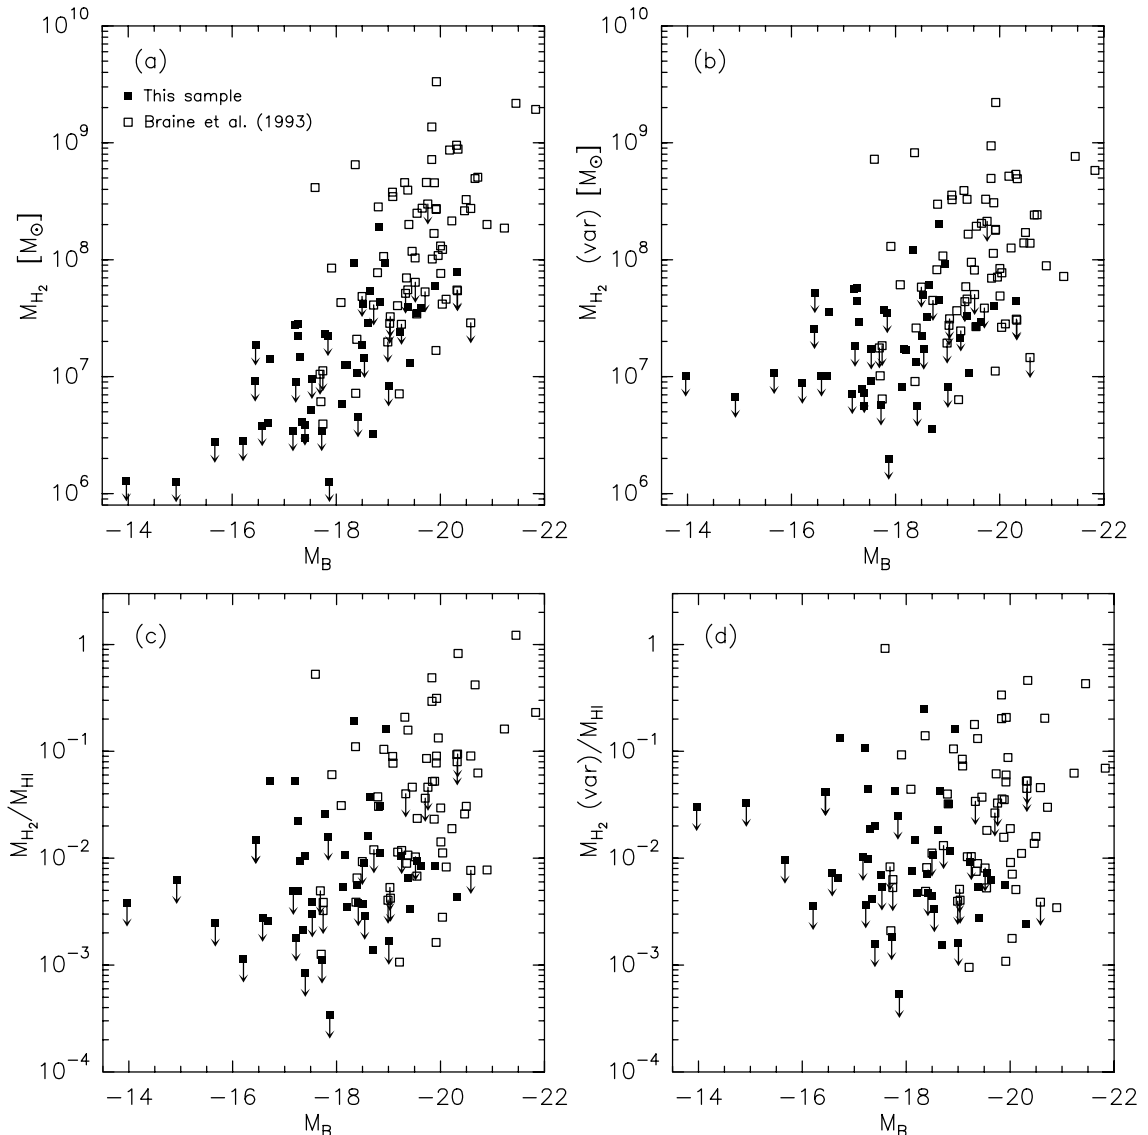 (a)
This sample
Braine et al. (1993)
10^10
10^9
10^8
10^7
10^6
M_H2 [M⊙]
−14 −16 −18 −20 −22
M_B
(b)
10^10
10^9
10^8
10^7
10^6
M_H2 (var) [M⊙]
−14 −16 −18 −20 −22
M_B
(c)
1
10^−1
10^−2
10^−3
10^−4
M_H2/M_HI
−14 −16 −18 −20 −22
M_B
(d)
1
10^−1
10^−2
10^−3
10^−4
M_H2 (var)/M_HI
−14 −16 −18 −20 −22
M_B